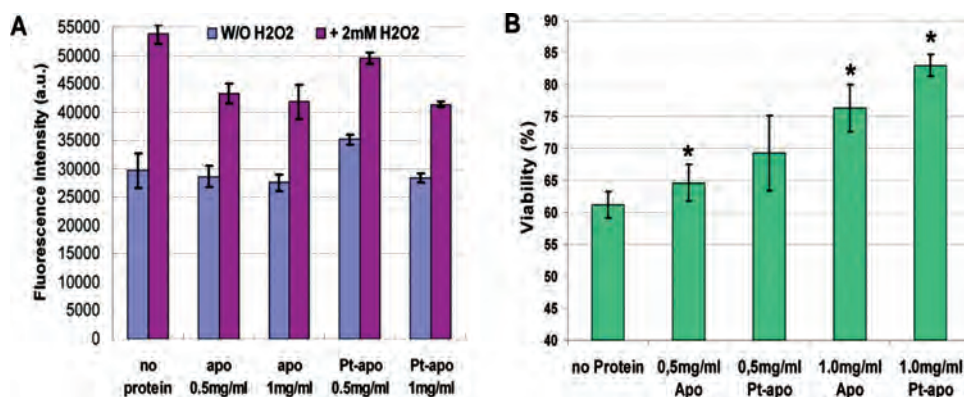 A
W/O H2O2 + 2mM H2O2
Fluorescence Intensity (a.u.)
55000
50000
45000
40000
35000
30000
25000
20000
15000
10000
5000
0
no apo apo Pt-apo Pt-apo
protein 0.5mg/ml 1mg/ml 0.5mg/ml 1mg/ml
B
Viability (%)
90
85
80
75
70
65
60
55
50
45
40
* * *
no Protein 0,5mg/ml 0,5mg/ml 1.0mg/ml 1.0mg/ml
Apo Pt-apo Apo Pt-apo